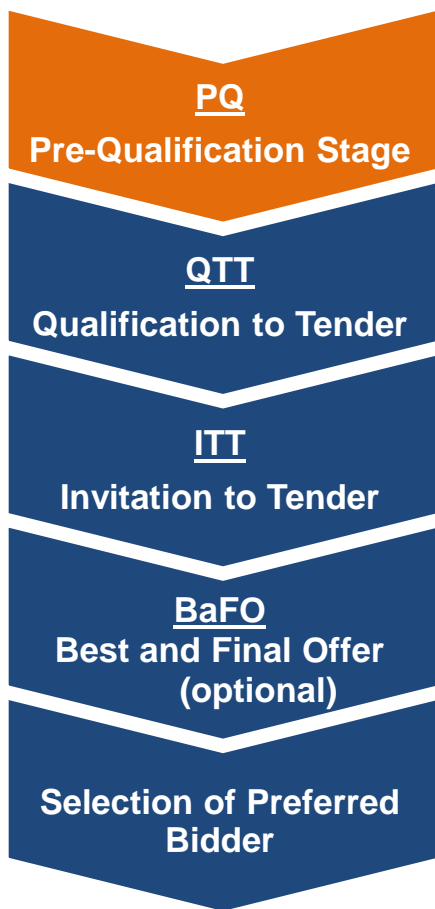 PQ
Pre-Qualification Stage
QTT
Qualification to Tender
ITT
Invitation to Tender
BaFO
Best and Final Offer
(optional)
Selection of Preferred
Bidder